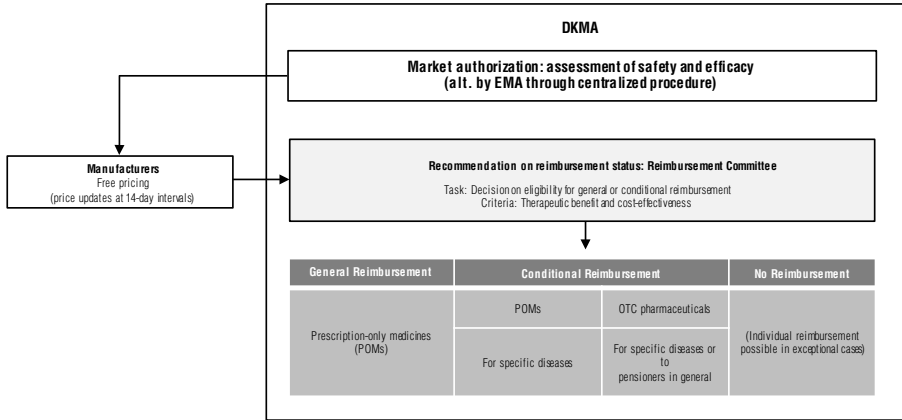 DKMA
Market authorization: assessment of safety and efficacy
(alt. by EMA through centralized procedure)
Manufacturers
Free pricing
(price updates at 14-day intervals)
Recommendation on reimbursement status: Reimbursement Committee
Task: Decision on eligibility for general or conditional reimbursement
Criteria: Therapeutic benefit and cost-effectiveness
General Reimbursement
Conditional Reimbursement
No Reimbursement
Prescription-only medicines
(POMs)
POMs
OTC pharmaceuticals
For specific diseases
For specific diseases or
to
pensioners in general
(Individual reimbursement
possible in exceptional cases)